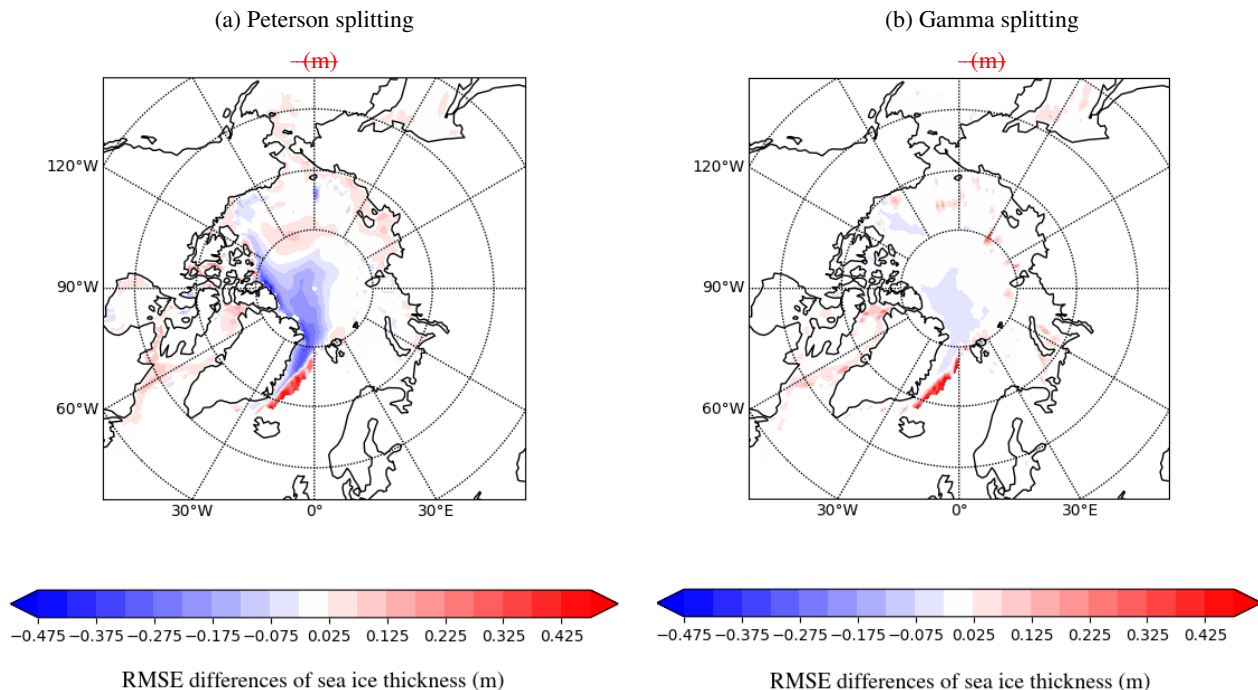 (a) Peterson splitting
(b) Gamma splitting
(m)
(m)
120°W
90°W
60°W
30°W 0° 30°E
120°W
90°W
60°W
30°W 0° 30°E
−0.475 −0.375 −0.275 −0.175 −0.075 0.025 0.125 0.225 0.325 0.425
−0.475 −0.375 −0.275 −0.175 −0.075 0.025 0.125 0.225 0.325 0.425
RMSE differences of sea ice thickness (m)
RMSE differences of sea ice thickness (m)